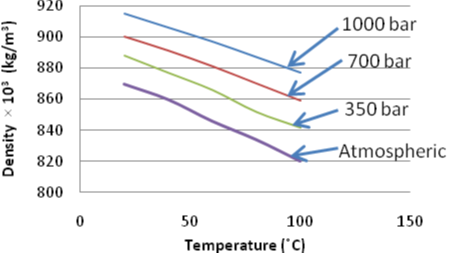 920
900
880
860
840
820
800
Density × 10³ (kg/m³)
1000 bar
700 bar
350 bar
Atmospheric
0 50 100 150
Temperature (˚C)